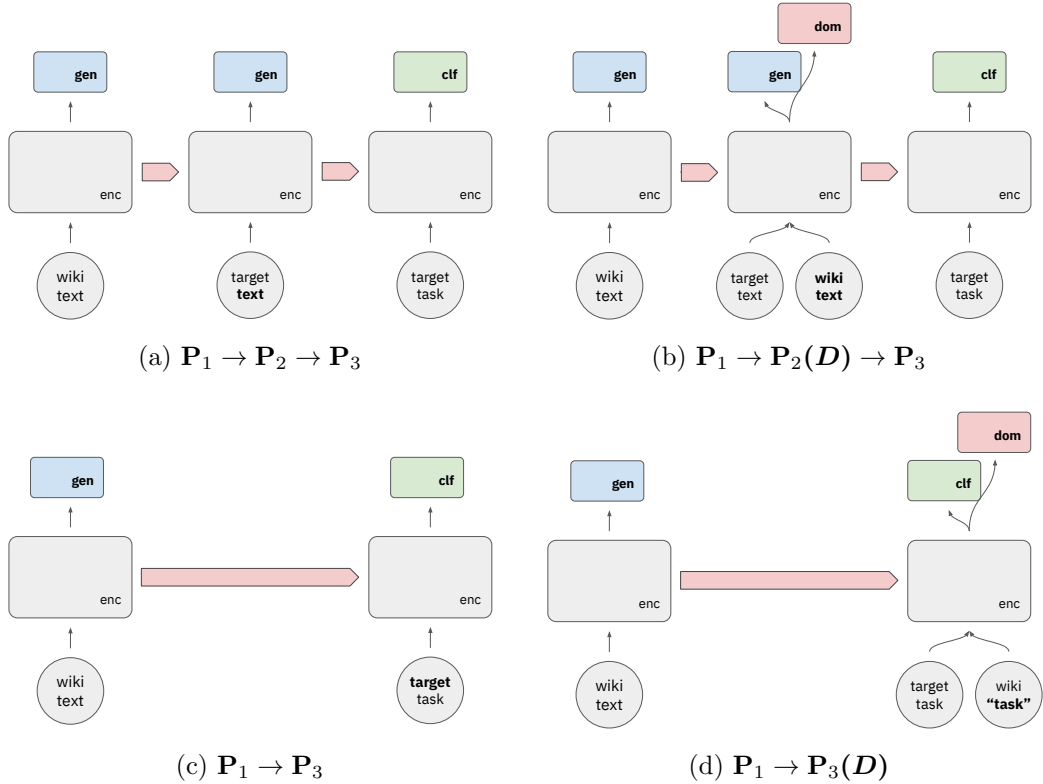 gen
gen
clf
enc
enc
enc
wiki
text
target
text
target
task
(a) P₁ → P₂ → P₃
dom
gen
gen
clf
enc
enc
enc
wiki
text
target
text
wiki
text
target
task
(b) P₁ → P₂(D) → P₃
gen
clf
enc
enc
wiki
text
target
task
(c) P₁ → P₃
dom
gen
clf
enc
enc
wiki
text
target
task
wiki
“task”
(d) P₁ → P₃(D)